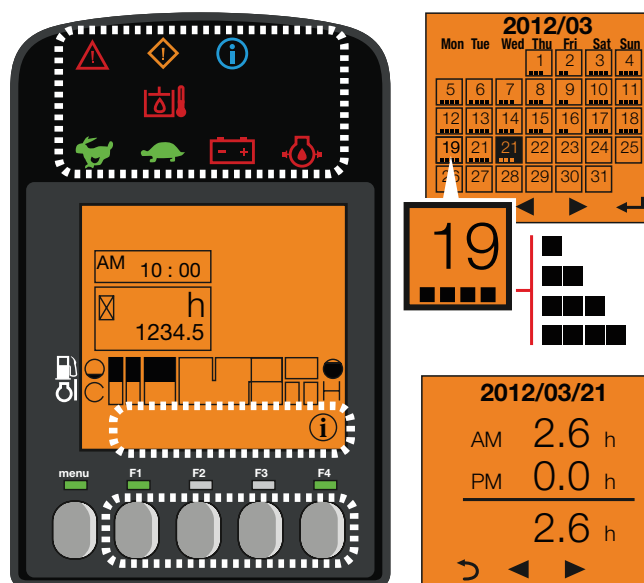 AM 10:00
h
1234.5
C H
i
menu F1 F2 F3 F4
2012/03
Mon Tue Wed Thu Fri Sat Sun
1 2 3 4
5 6 7 8 9 10 11
12 13 14 15 16 17 18
19 21 21 22 23 24 25
26 27 28 29 30 31
19
2012/03/21
AM 2.6 h
PM 0.0 h
2.6 h